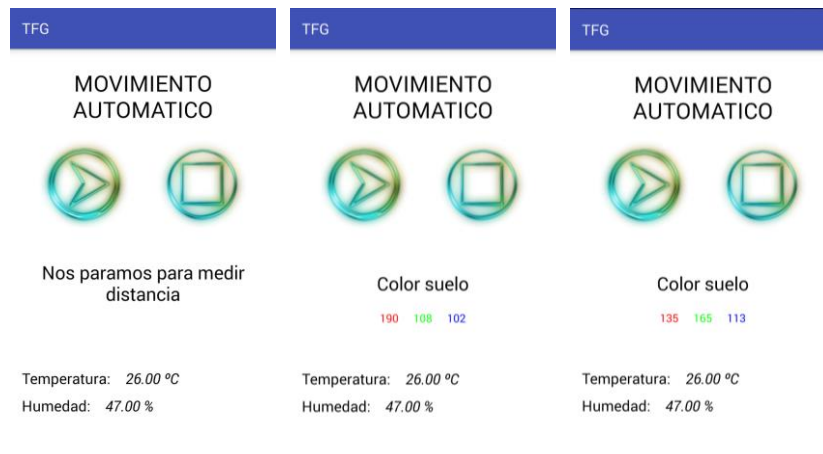 TFG
MOVIMIENTO
AUTOMATICO
Nos paramos para medir
distancia
Temperatura: 26.00 ºC
Humedad: 47.00 %
TFG
MOVIMIENTO
AUTOMATICO
Color suelo
190 108 102
Temperatura: 26.00 ºC
Humedad: 47.00 %
TFG
MOVIMIENTO
AUTOMATICO
Color suelo
135 165 113
Temperatura: 26.00 ºC
Humedad: 47.00 %